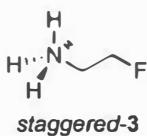 H
H N + F
H
staggered-3